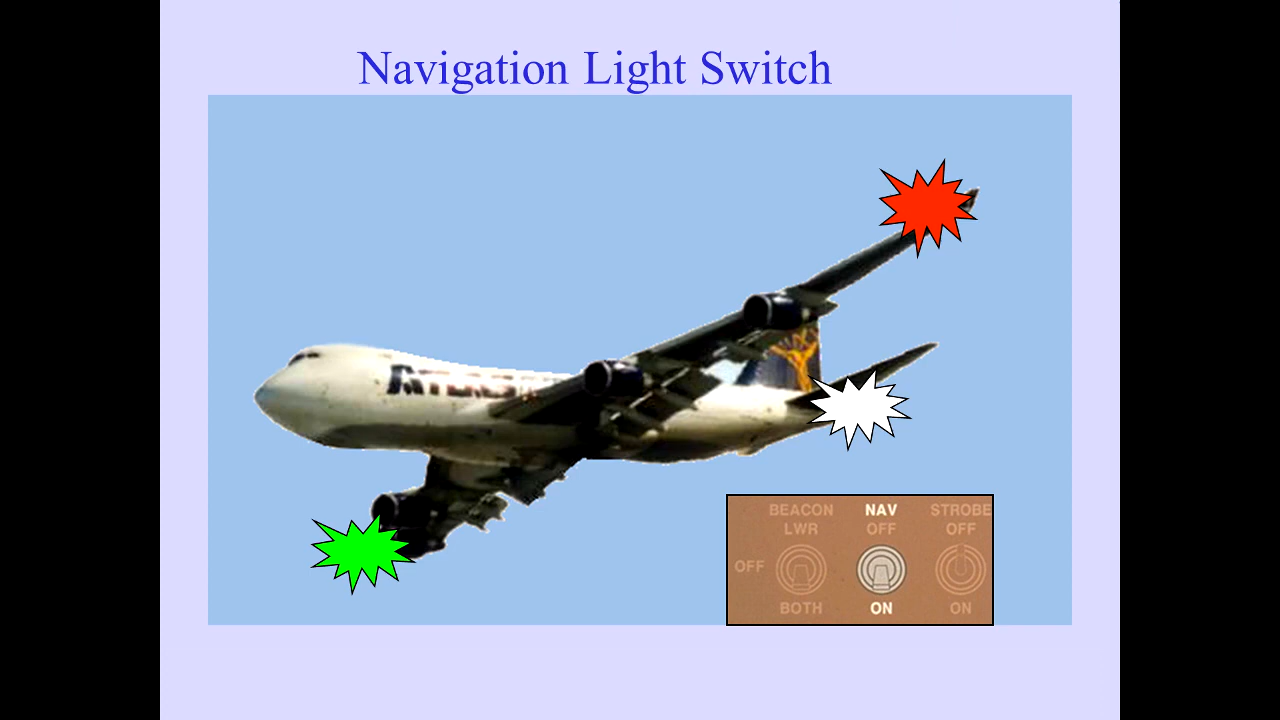 Navigation Light Switch
BEACON NAV STROBE
LWR OFF OFF
OFF
BOTH ON ON